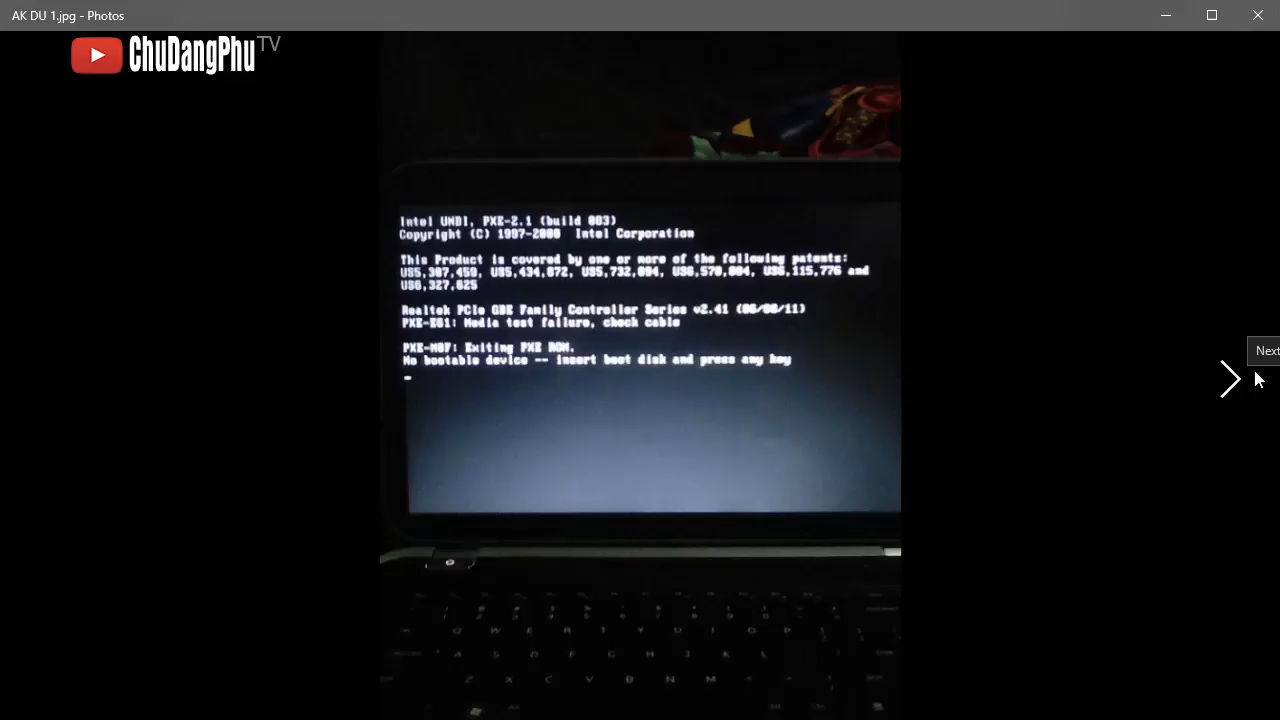 AK DU 1.jpg - Photos
ChuDangPhu TV
Next
Intel UNDI, PXE-2.1 (build 083)
Copyright (C) 1997-2000 Intel Corporation
This Product is covered by one or more of the following patents:
US5,307,459, US5,434,872, US5,732,094, US6,570,884, US6,115,776 and
US6,327,625
Realtek PCIe GBE Family Controller Series v2.41 (06/08/11)
PXE-E61: Media test failure, check cable
PXE-M0F: Exiting PXE ROM.
No bootable device -- insert boot disk and press any key
Q W E R T Y U I O P
A S D F G H J K L
Z X C V B N M